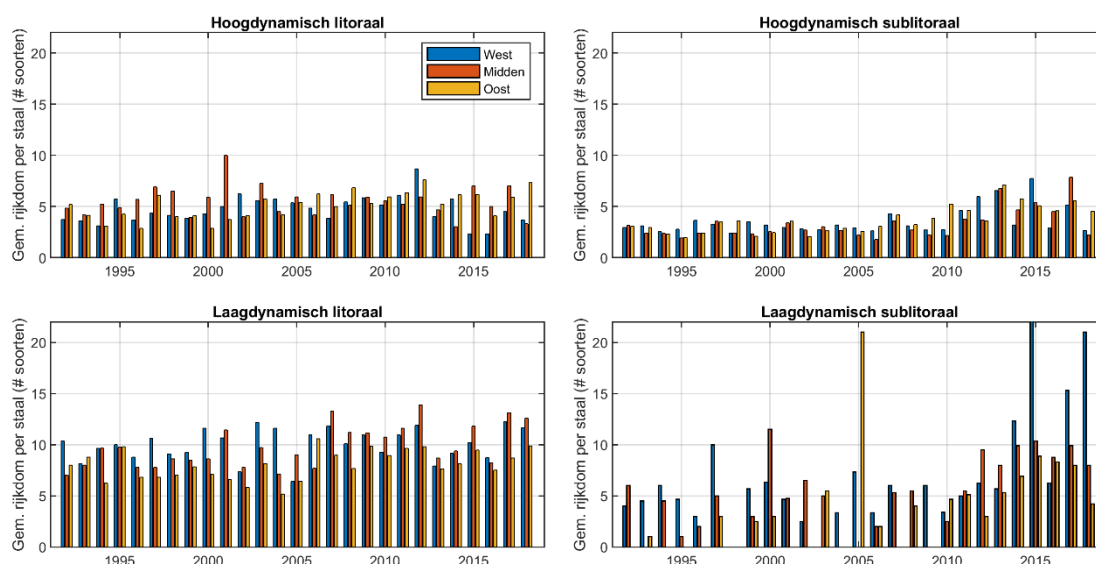 Hoogdynamisch litoraal
Gem. rijkdom per staal (# soorten)
20
15
10
5
0
1995 2000 2005 2010 2015
West
Midden
Oost
Hoogdynamisch sublitoraal
Gem. rijkdom per staal (# soorten)
20
15
10
5
0
1995 2000 2005 2010 2015
Laagdynamisch litoraal
Gem. rijkdom per staal (# soorten)
20
15
10
5
0
1995 2000 2005 2010 2015
Laagdynamisch sublitoraal
Gem. rijkdom per staal (# soorten)
20
15
10
5
0
1995 2000 2005 2010 2015